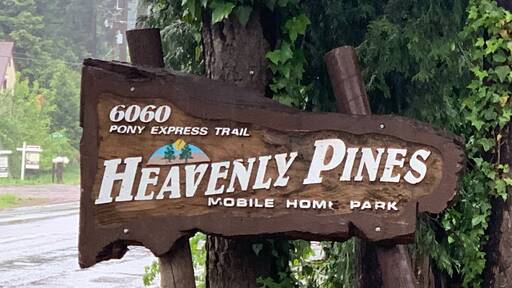 6060
PONY EXPRESS TRAIL
HEAVENLY PINES
MOBILE HOME PARK